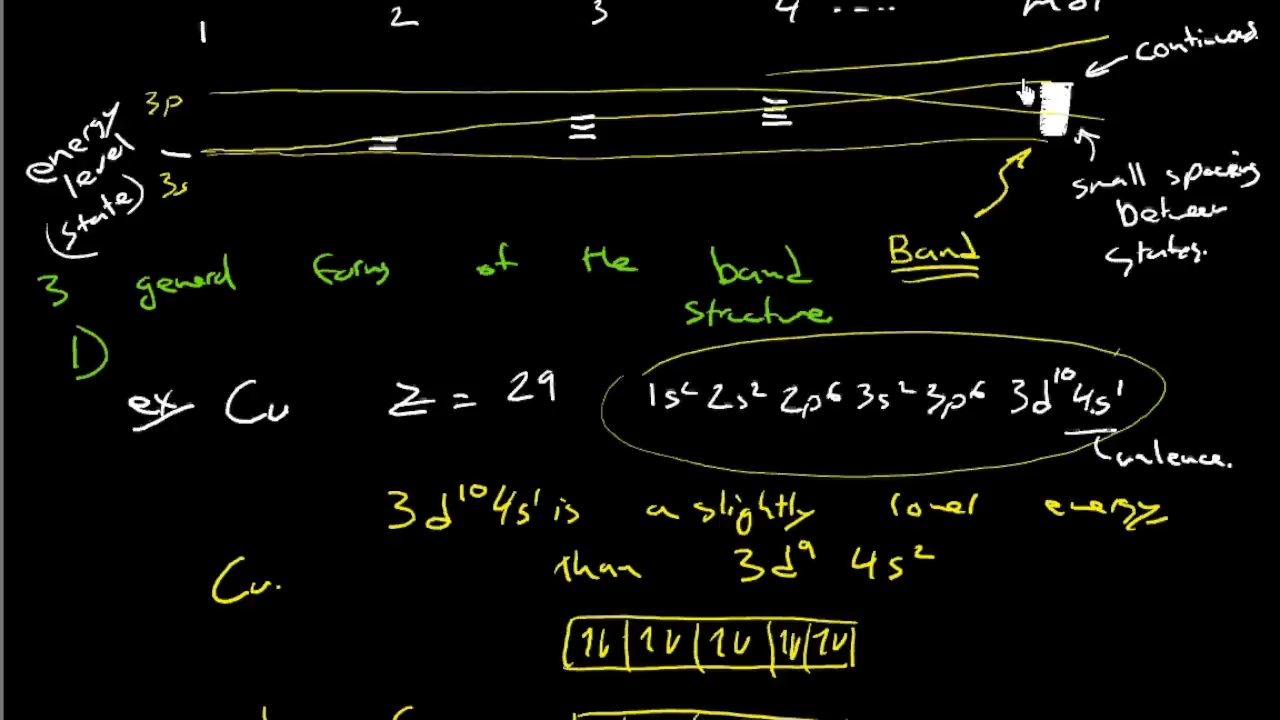 1 2 3 4 ....
continuous
3p
energy level (state)
3s
small spacing between states.
Band
3 general forms of the band structure
1)
ex Cu Z = 29 1s² 2s² 2p⁶ 3s² 3p⁶ 3d¹⁰ 4s¹
valence.
3d¹⁰4s¹ is a slightly lower energy
than 3d⁹ 4s²
Cu.